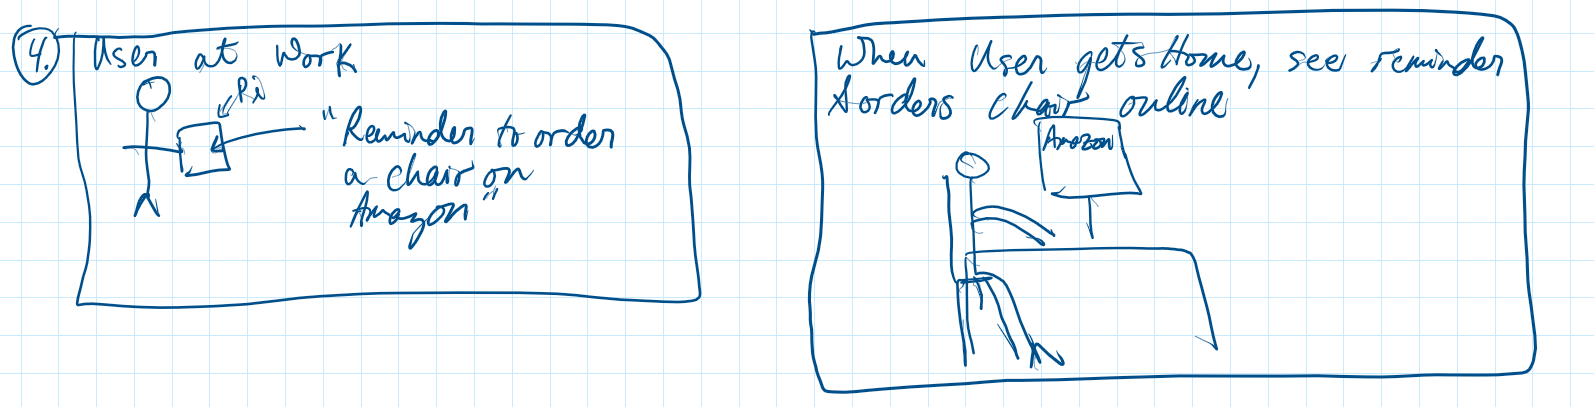 4.
User at Work
Pi
"Reminder to order
a chair on
Amazon"
When User gets Home, see reminder
& orders chair online
Amazon